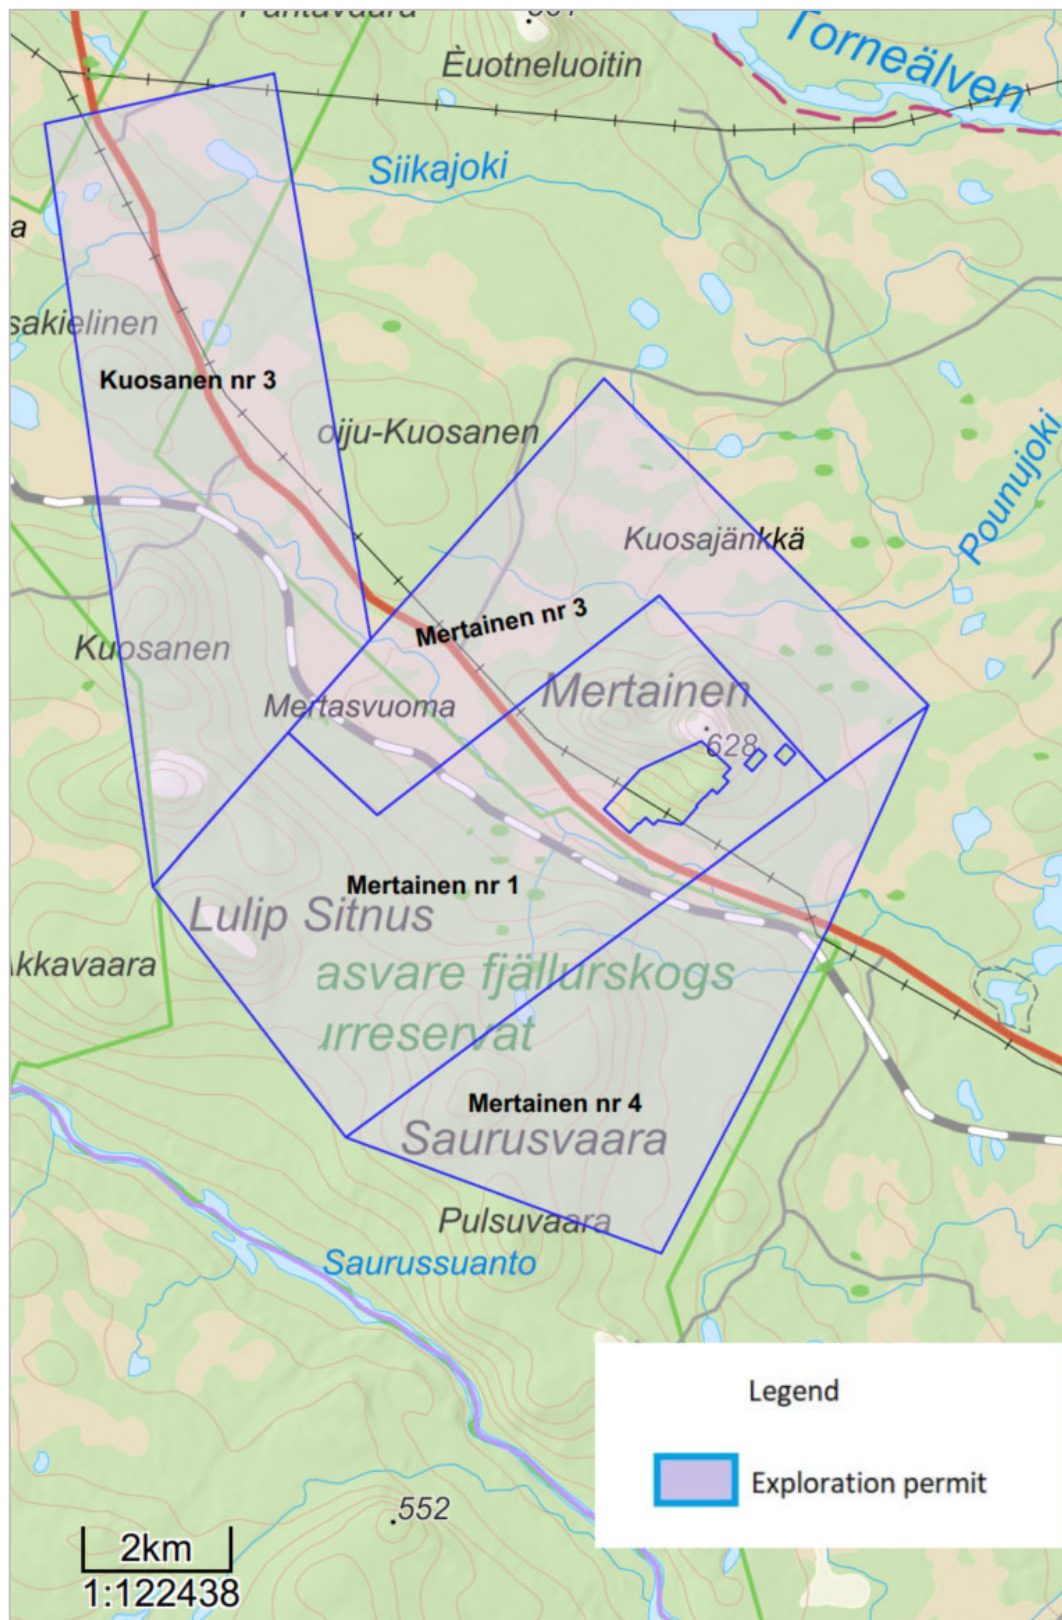 Èuotneluoitin
Torneälven
Siikajoki
a
sakielinen
Kuosanen nr 3
oiju-Kuosanen
Pounujoki
Kuosajänkkä
Mertainen nr 3
Kuosanen
Mertainen
Mertasvuoma
628
Mertainen nr 1
Lulip Sitnus
Akkavaara
asvare fjällurskogs
urreservat
Mertainen nr 4
Saurusvaara
Pulsuvaara
Saurussuanto
Legend
Exploration permit
552
2km
1:122438